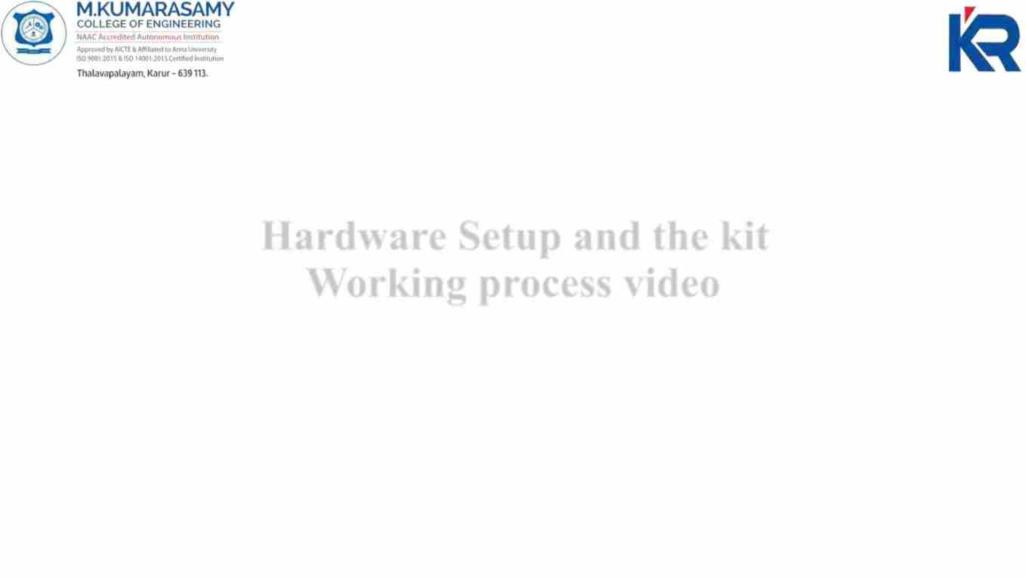 M.KUMARASAMY
COLLEGE OF ENGINEERING
NAAC Accredited Autonomous Institution
Approved by AICTE & Affiliated to Anna University
ISO 9001:2015 & ISO 14001:2015 Certified Institution
Thalavapalayam, Karur - 639 113.
KR
Hardware Setup and the kit
Working process video